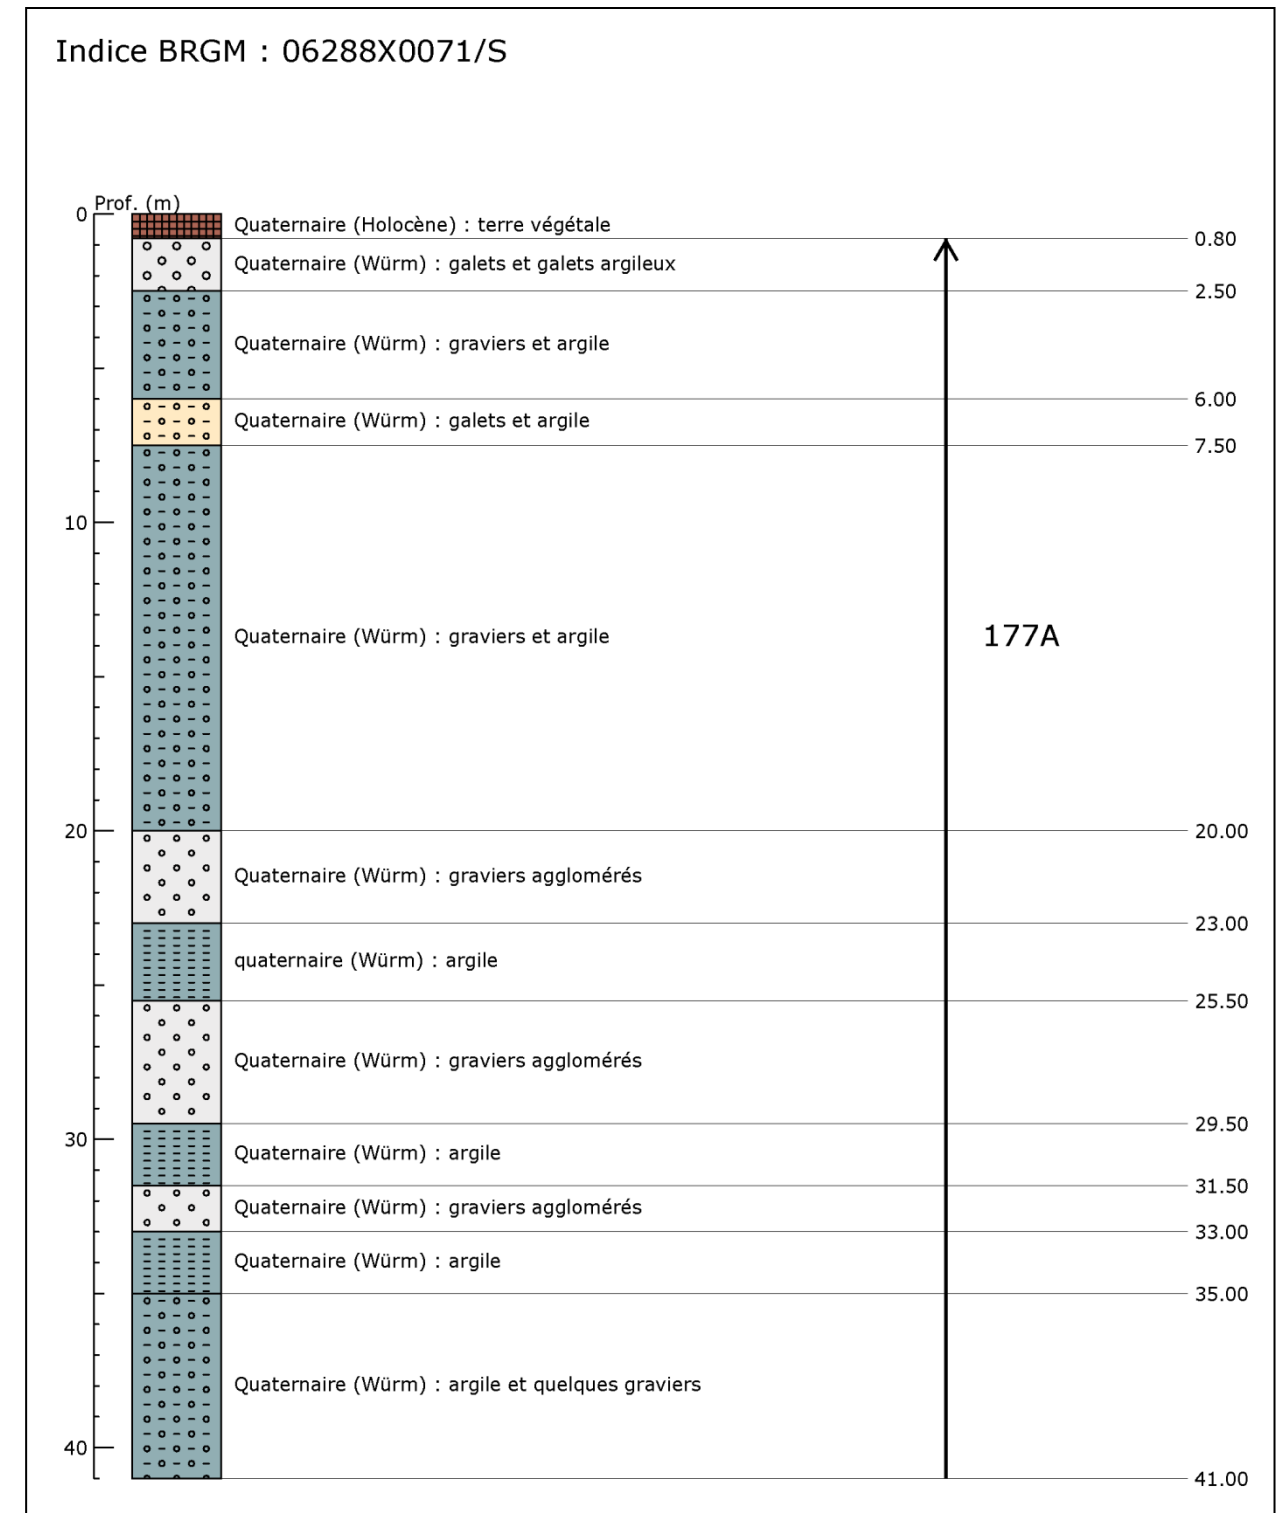 Indice BRGM : 06288X0071/S
Prof. (m)
0
Quaternaire (Holocène) : terre végétale
0.80
Quaternaire (Würm) : galets et galets argileux
2.50
Quaternaire (Würm) : graviers et argile
6.00
Quaternaire (Würm) : galets et argile
7.50
10
Quaternaire (Würm) : graviers et argile
177A
20
20.00
Quaternaire (Würm) : graviers agglomérés
23.00
quaternaire (Würm) : argile
25.50
Quaternaire (Würm) : graviers agglomérés
29.50
30
Quaternaire (Würm) : argile
31.50
Quaternaire (Würm) : graviers agglomérés
33.00
Quaternaire (Würm) : argile
35.00
Quaternaire (Würm) : argile et quelques graviers
40
41.00